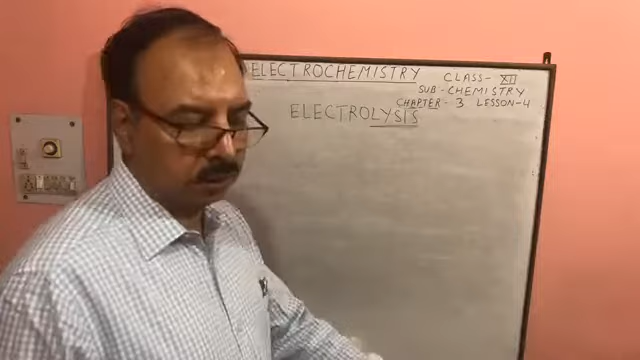 ELECTROCHEMISTRY CLASS- XII
SUB-CHEMISTRY
CHAPTER-3 LESSON-4
ELECTROLYSIS